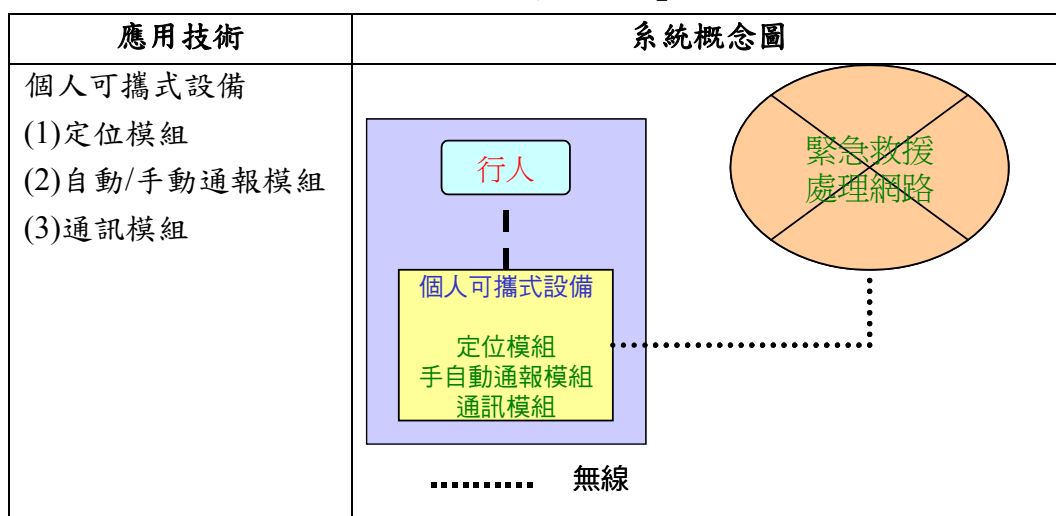 應用技術
系統概念圖
個人可攜式設備
(1)定位模組
(2)自動/手動通報模組
(3)通訊模組
行人
個人可攜式設備
定位模組
手自動通報模組
通訊模組
緊急救援
處理網路
無線